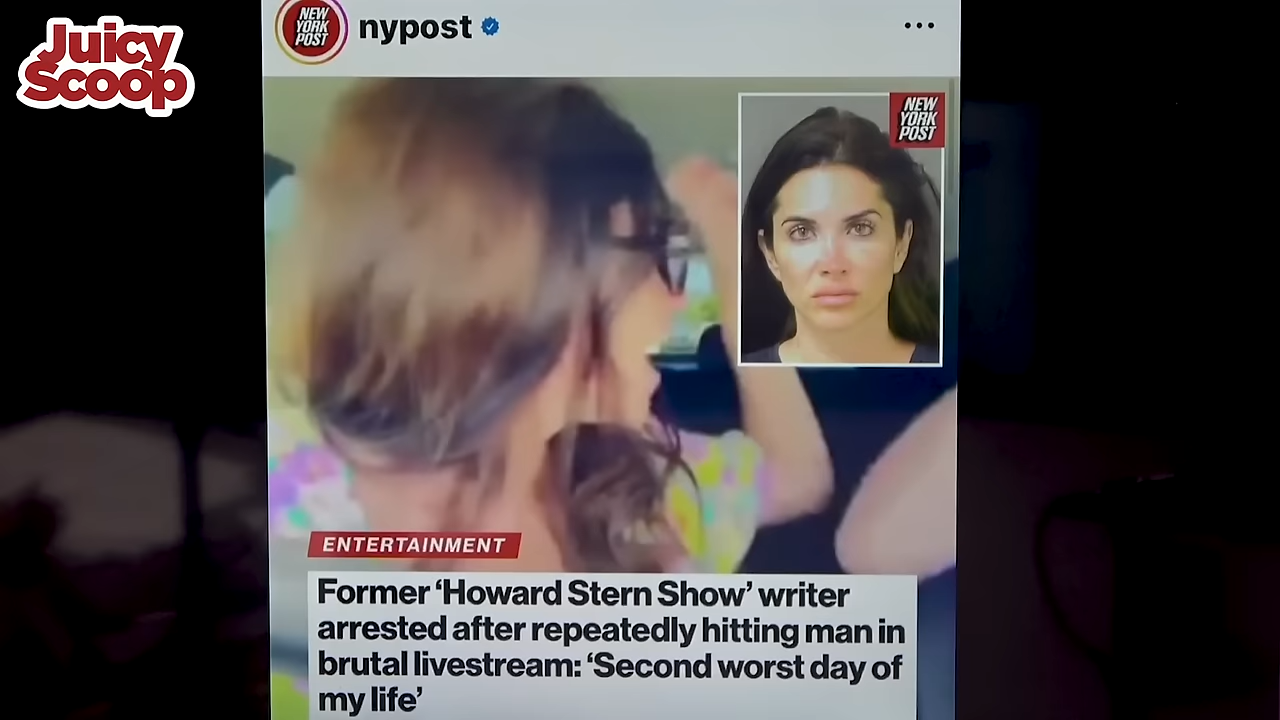 Juicy
Scoop
NEW
YORK
POST
nypost
NEW
YORK
POST
ENTERTAINMENT
Former ‘Howard Stern Show’ writer
arrested after repeatedly hitting man in
brutal livestream: ‘Second worst day of
my life’